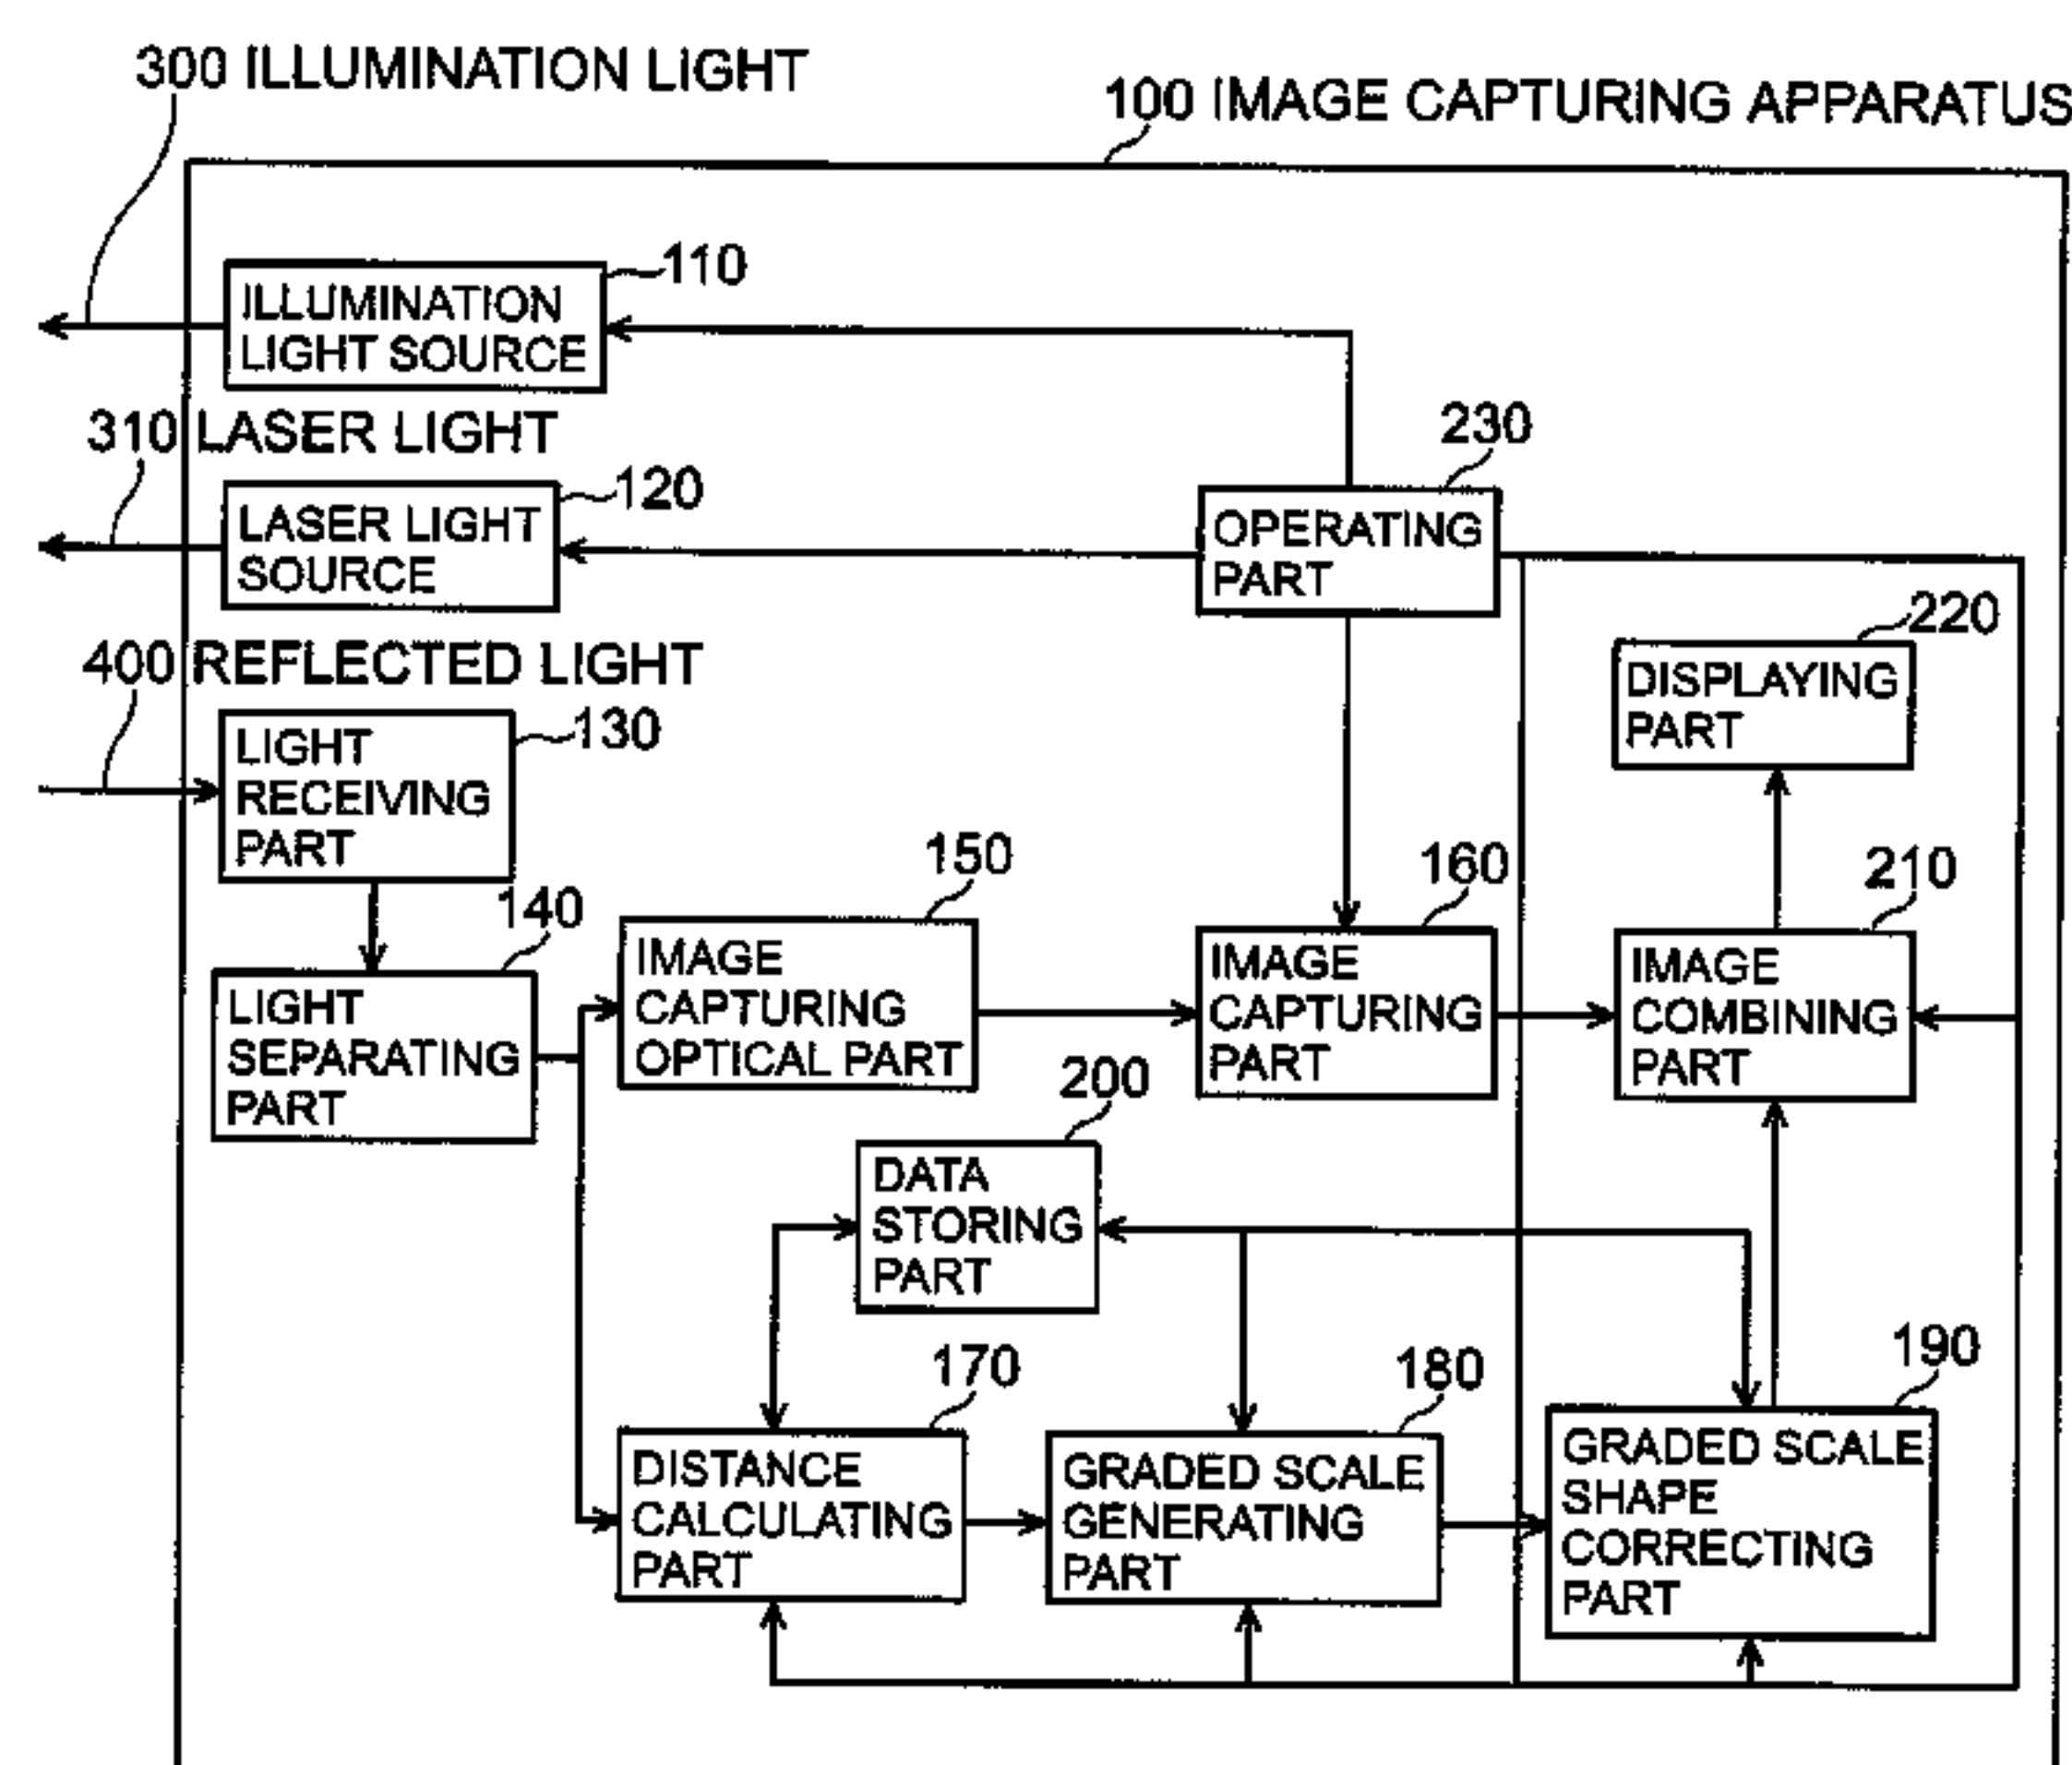 300 ILLUMINATION LIGHT
100 IMAGE CAPTURING APPARATUS
110
ILLUMINATION
LIGHT SOURCE
310 LASER LIGHT
230
120
LASER LIGHT
SOURCE
OPERATING
PART
220
400 REFLECTED LIGHT
DISPLAYING
PART
130
LIGHT
RECEIVING
PART
150
160
210
140
IMAGE
CAPTURING
OPTICAL PART
IMAGE
CAPTURING
PART
IMAGE
COMBINING
PART
LIGHT
SEPARATING
PART
200
DATA
STORING
PART
170
180
190
DISTANCE
CALCULATING
PART
GRADED SCALE
GENERATING
PART
GRADED SCALE
SHAPE
CORRECTING
PART